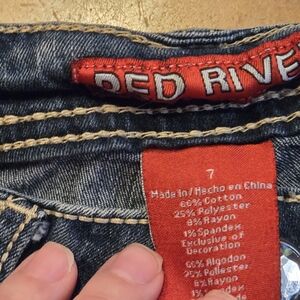 RED RIVE
7
Made in/Hecho en China
66% Cotton
25% Polyester
8% Rayon
1% Spandex
Exclusive of
Decoration
66% Algodon
25% Poliester
8% Rayon